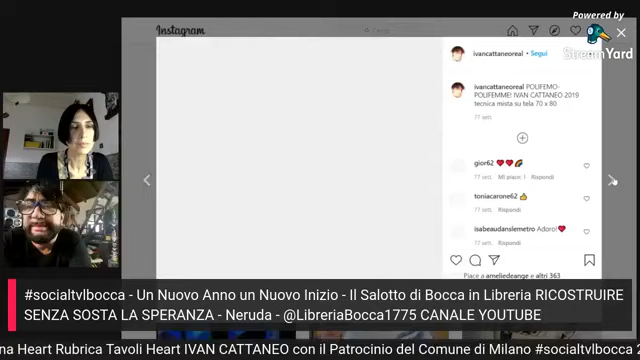 Powered by
StreamYard
Instagram
ivancattaneoreal • Segui
ivancattaneoreal POLIFEMO-
POLIFEMME! IVAN CATTANEO 2019
tecnica mista su tela 70 x 80
77 sett.
gior62 ❤❤🌈
77 sett. Mi piace: 1 Rispondi
toniacarone62 👍
77 sett. Rispondi
isabeaudanslemetro Adoro!❤
77 sett. Rispondi
Piace a ameliedeange e altri 363
#socialtvlbocca - Un Nuovo Anno un Nuovo Inizio - Il Salotto di Bocca in Libreria RICOSTRUIRE
SENZA SOSTA LA SPERANZA - Neruda - @LibreriaBocca1775 CANALE YOUTUBE
na Heart Rubrica Tavoli Heart IVAN CATTANEO con il Patrocinio del Comune di Milano #socialtvlbocca 2